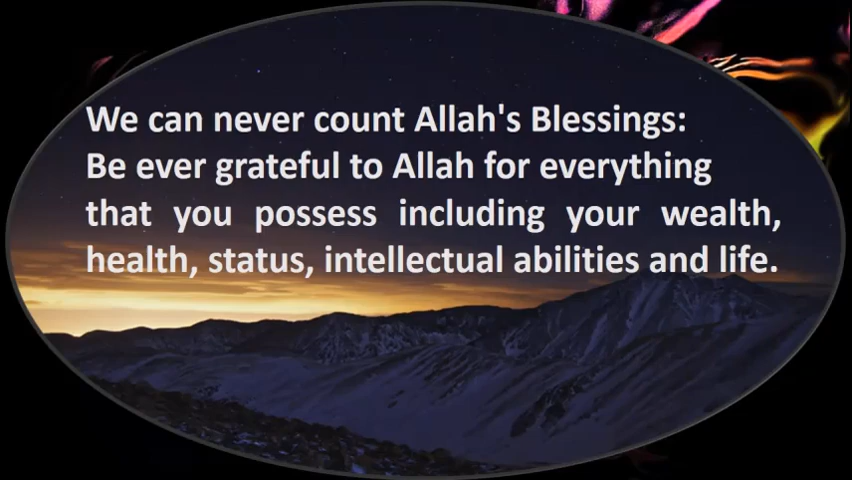 We can never count Allah's Blessings:
Be ever grateful to Allah for everything
that you possess including your wealth,
health, status, intellectual abilities and life.